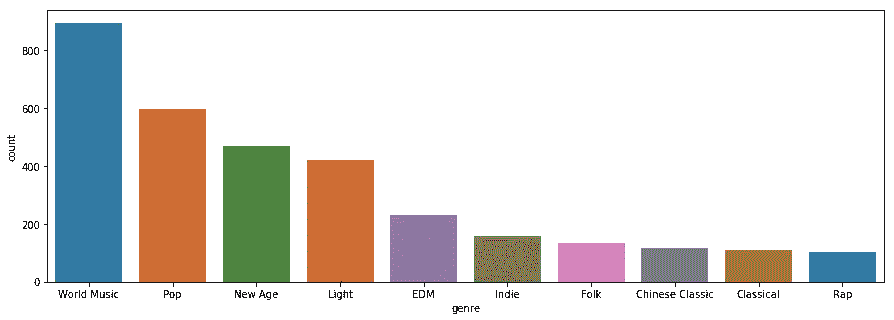 800
600
400
200
0
count
World Music Pop New Age Light EDM Indie Folk Chinese Classic Classical Rap
genre